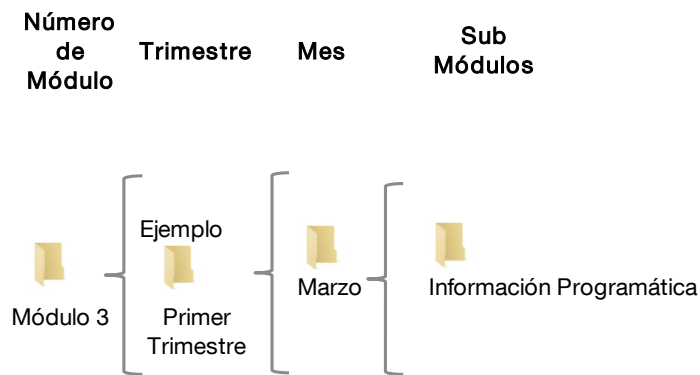 Número
de
Módulo
Trimestre
Mes
Sub
Módulos
Ejemplo
Módulo 3
Primer
Trimestre
Marzo
Información Programática